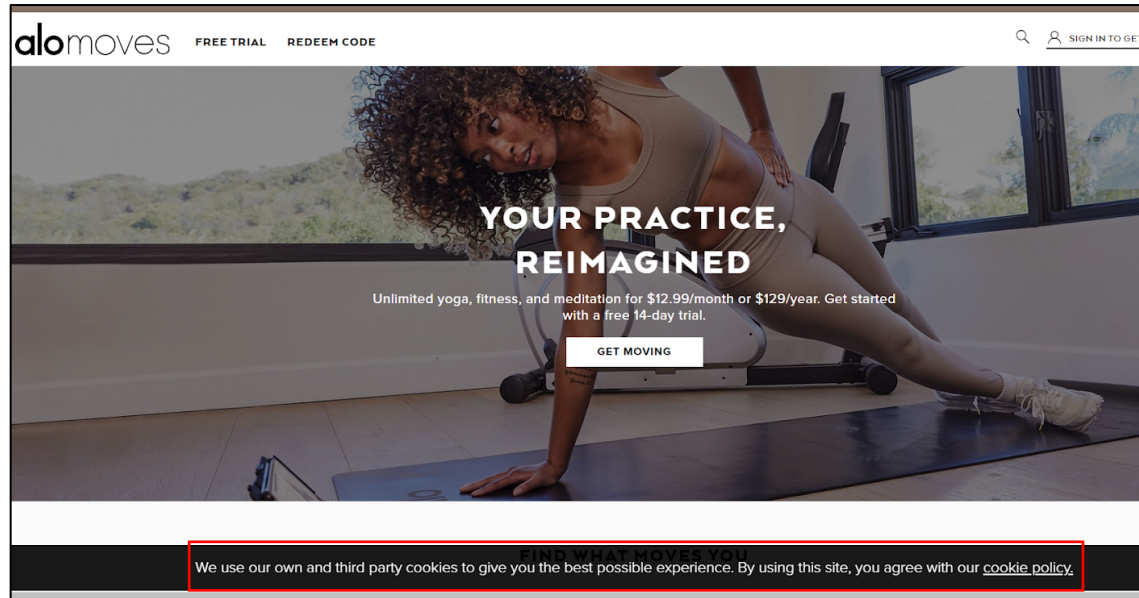 alomoves FREE TRIAL REDEEM CODE SIGN IN TO GET
YOUR PRACTICE,
REIMAGINED
Unlimited yoga, fitness, and meditation for $12.99/month or $129/year. Get started
with a free 14-day trial.
GET MOVING
FIND WHAT MOVES YOU
We use our own and third party cookies to give you the best possible experience. By using this site, you agree with our cookie policy.